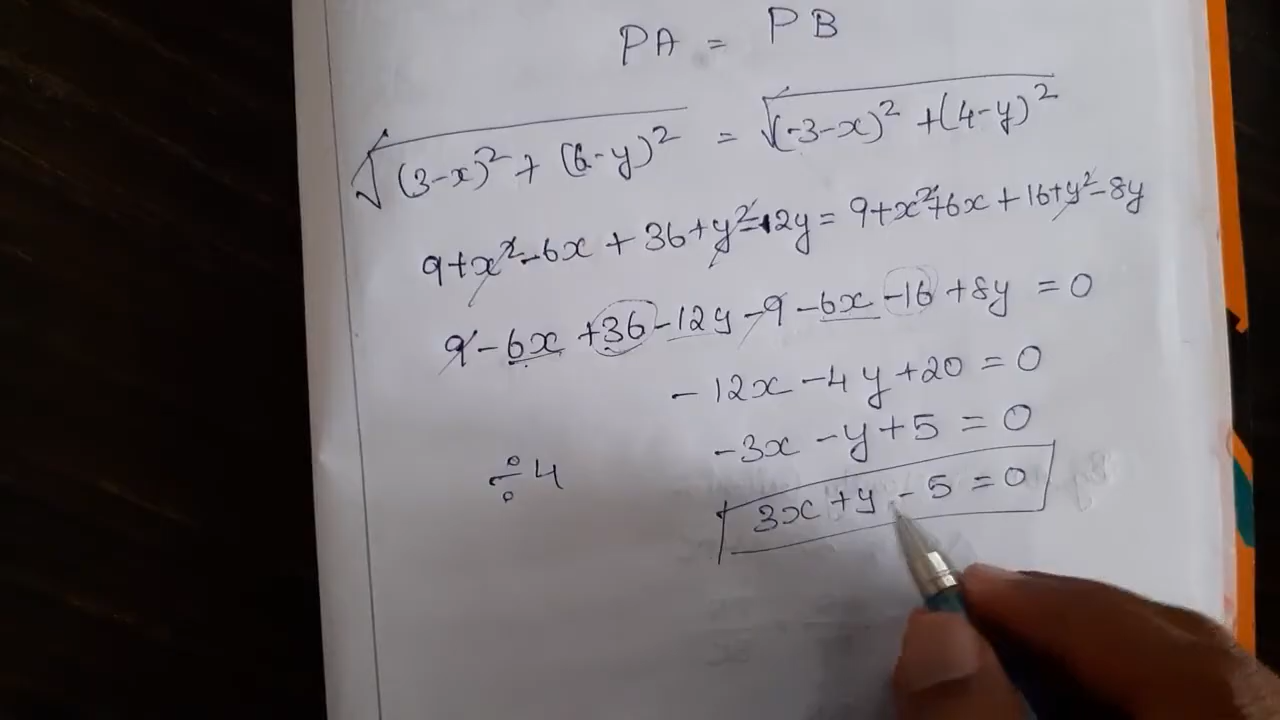 PA = PB
√(3-x)² + (6-y)² = √(-3-x)² + (4-y)²
9+x²-6x + 36+y²-12y = 9+x²+6x + 16+y²-8y
9-6x +36-12y-9-6x-16+8y = 0
-12x-4y+20 = 0
-3x-y+5 = 0
÷4
3x+y-5 = 0